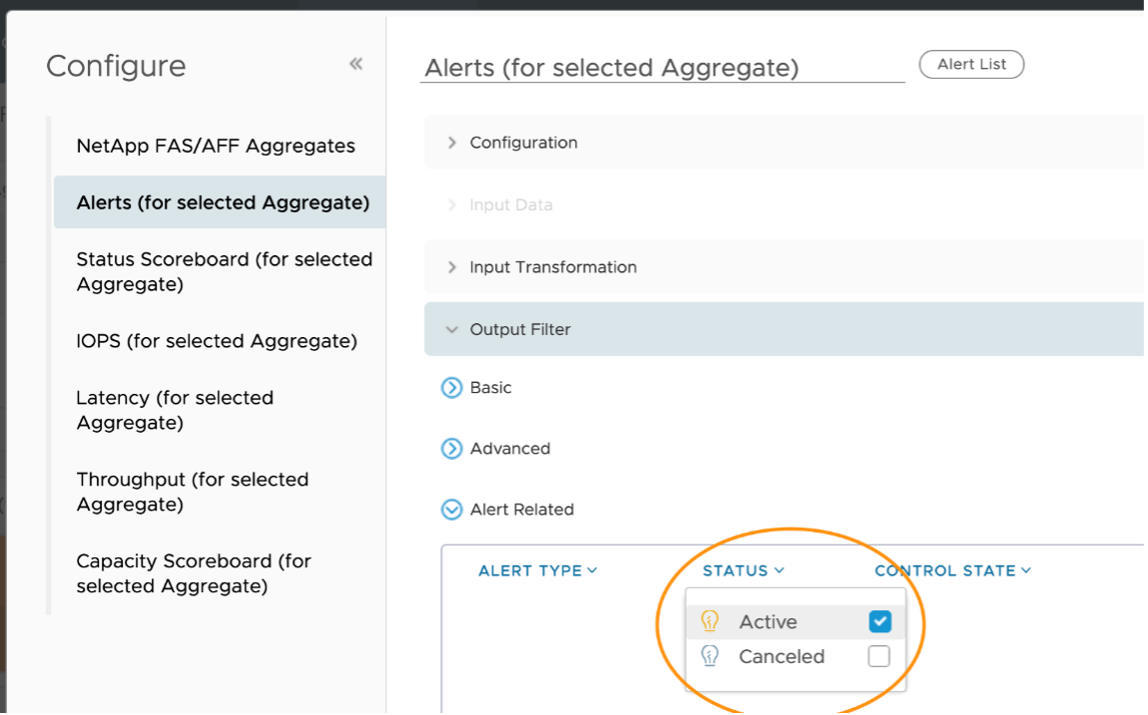 Configure
«
NetApp FAS/AFF Aggregates
Alerts (for selected Aggregate)
Status Scoreboard (for selected
Aggregate)
IOPS (for selected Aggregate)
Latency (for selected
Aggregate)
Throughput (for selected
Aggregate)
Capacity Scoreboard (for
selected Aggregate)
Alerts (for selected Aggregate)
Alert List
Configuration
Input Data
Input Transformation
Output Filter
Basic
Advanced
Alert Related
ALERT TYPE
STATUS
CONTROL STATE
Active
Canceled